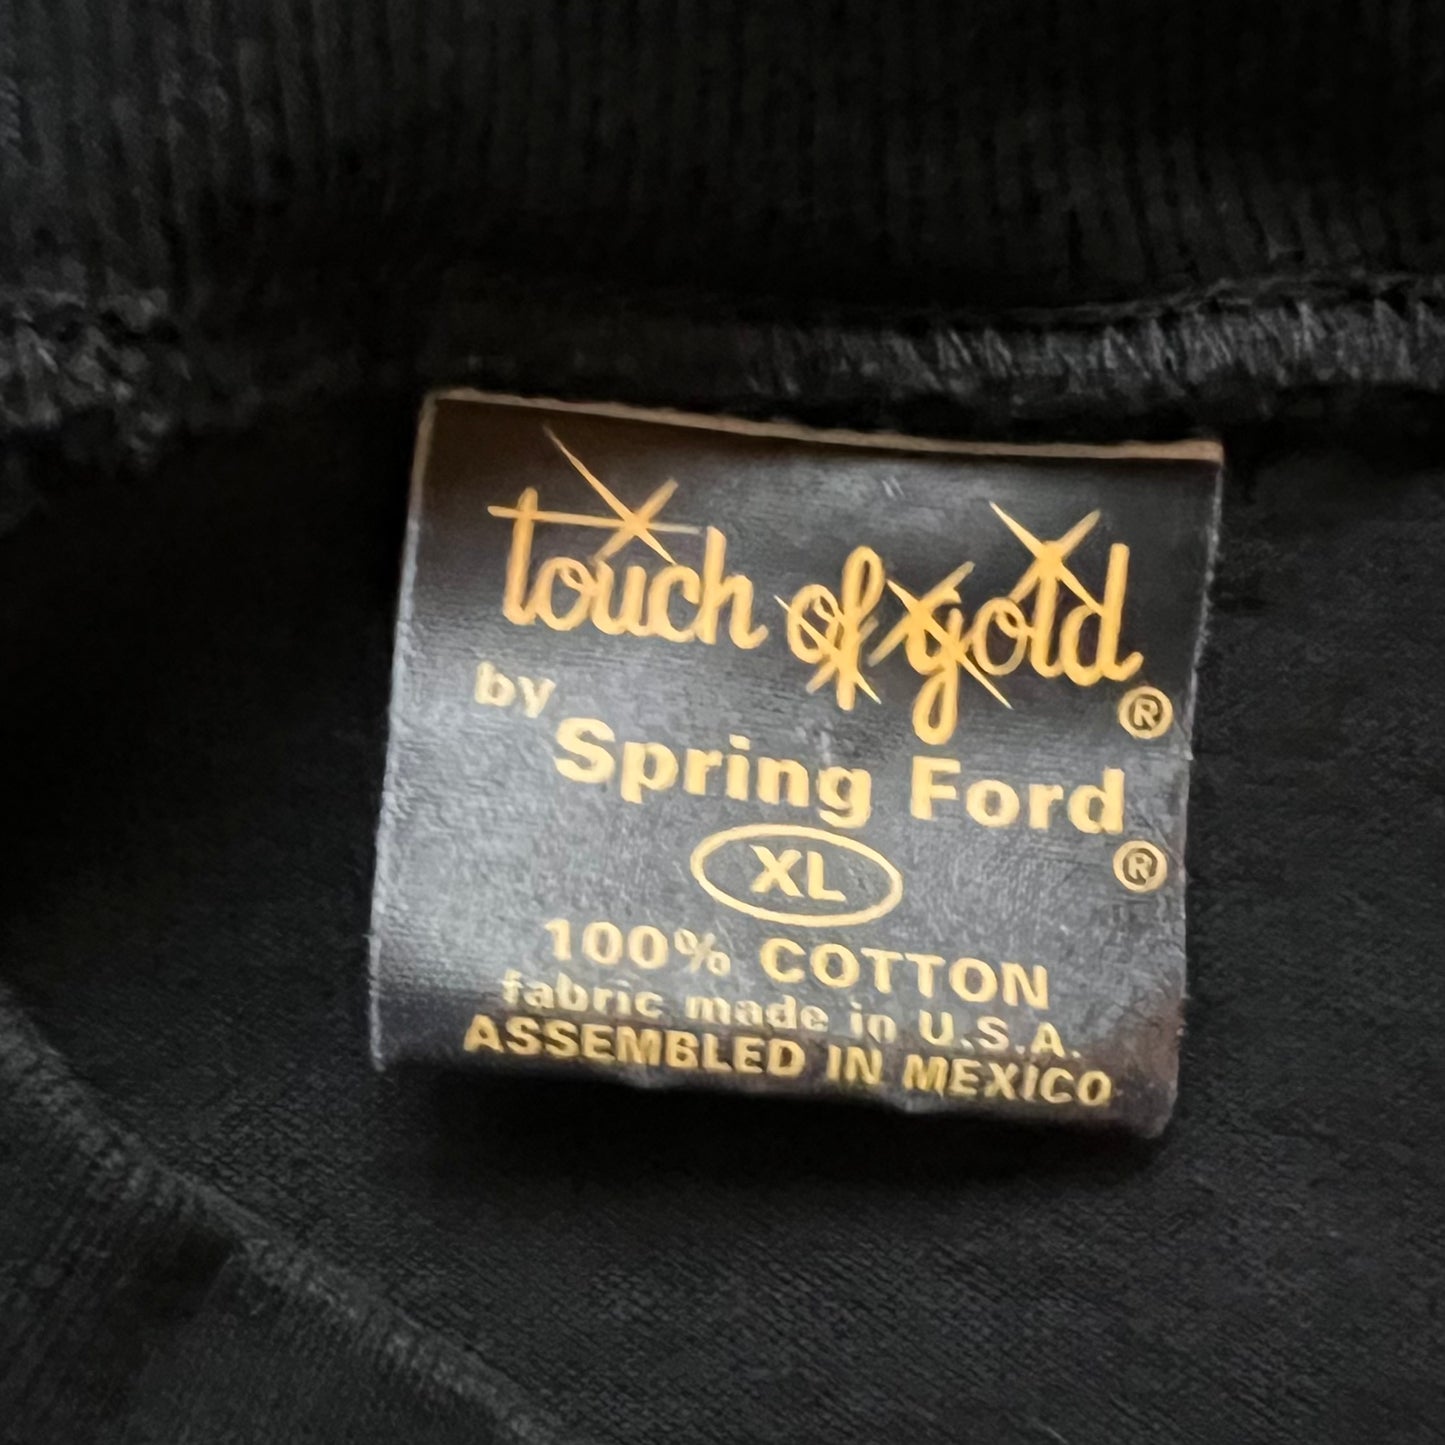 touch of gold®
by
Spring Ford®
XL
100% COTTON
fabric made in U.S.A.
ASSEMBLED IN MEXICO